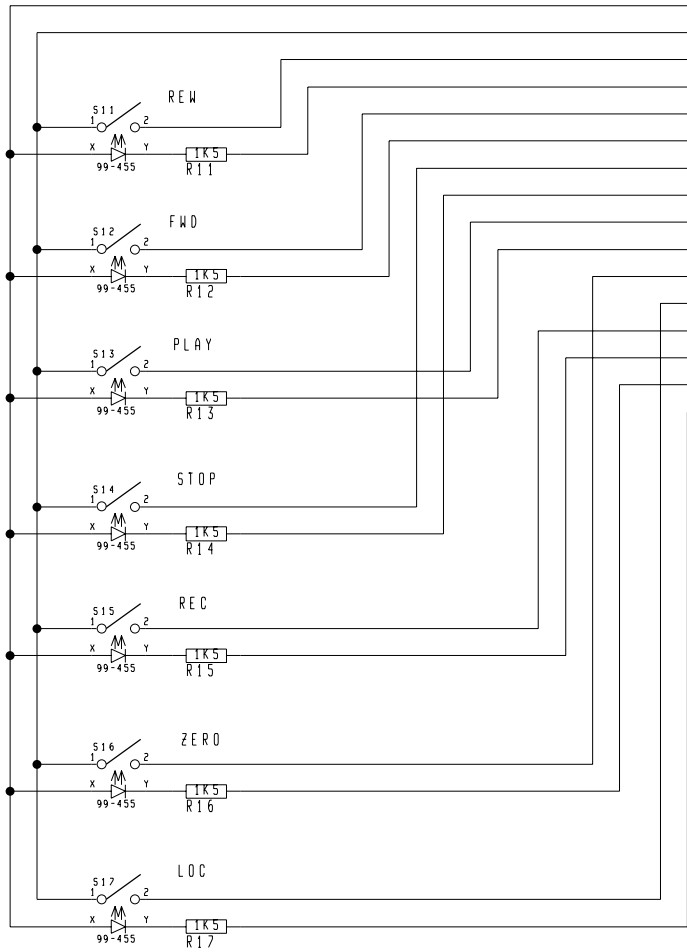 REW
S11
1 2
X Y 1K5
99-455 R11
FWD
S12
1 2
X Y 1K5
99-455 R12
PLAY
S13
1 2
X Y 1K5
99-455 R13
STOP
S14
1 2
X Y 1K5
99-455 R14
REC
S15
1 2
X Y 1K5
99-455 R15
ZERO
S16
1 2
X Y 1K5
99-455 R16
LOC
S17
1 2
X Y 1K5
99-455 R17